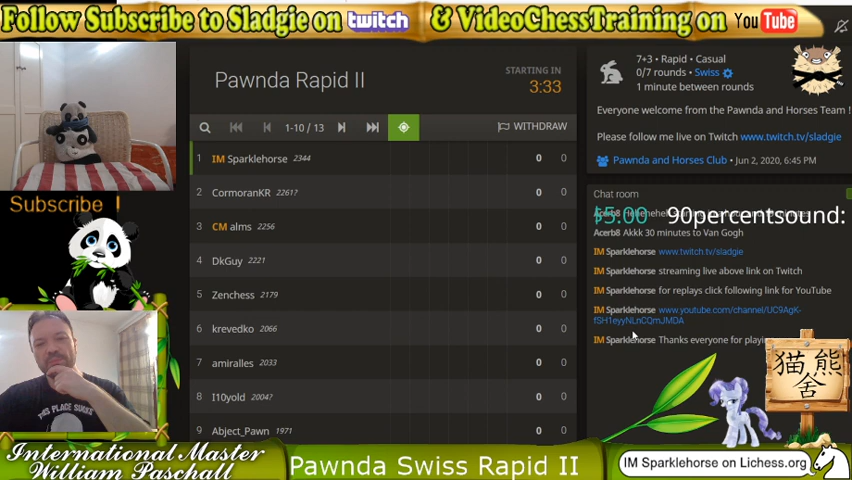 Follow Subscribe to Sladgie on twitch & VideoChessTraining on YouTube
Pawnda Rapid II
STARTING IN
3:33
1-10 / 13
WITHDRAW
1 IM Sparklehorse 2344 0 0
2 CormoranKR 2261? 0 0
3 CM alms 2256 0 0
4 DkGuy 2221 0 0
5 Zenchess 2179 0 0
6 krevedko 2066 0 0
7 amiralles 2033 0 0
8 I10yold 2004? 0 0
9 Abject_Pawn 1971 0 0
7+3 • Rapid • Casual
0/7 rounds • Swiss
1 minute between rounds
Everyone welcome from the Pawnda and Horses Team !
Please follow me live on Twitch www.twitch.tv/sladgie
Pawnda and Horses Club • Jun 2, 2020, 6:45 PM
Chat room
$5.00 90percentsound:
Acerb8
Acerb8 Akkk 30 minutes to Van Gogh
IM Sparklehorse www.twitch.tv/sladgie
IM Sparklehorse streaming live above link on Twitch
IM Sparklehorse for replays click following link for YouTube
IM Sparklehorse www.youtube.com/channel/UC9AgK-
fSH1eyyNLnCQmJMDA
IM Sparklehorse Thanks everyone for playin
Subscribe !
THIS PLACE SUCKS
猫熊
舍
International Master
William Paschall
Pawnda Swiss Rapid II
IM Sparklehorse on Lichess.org